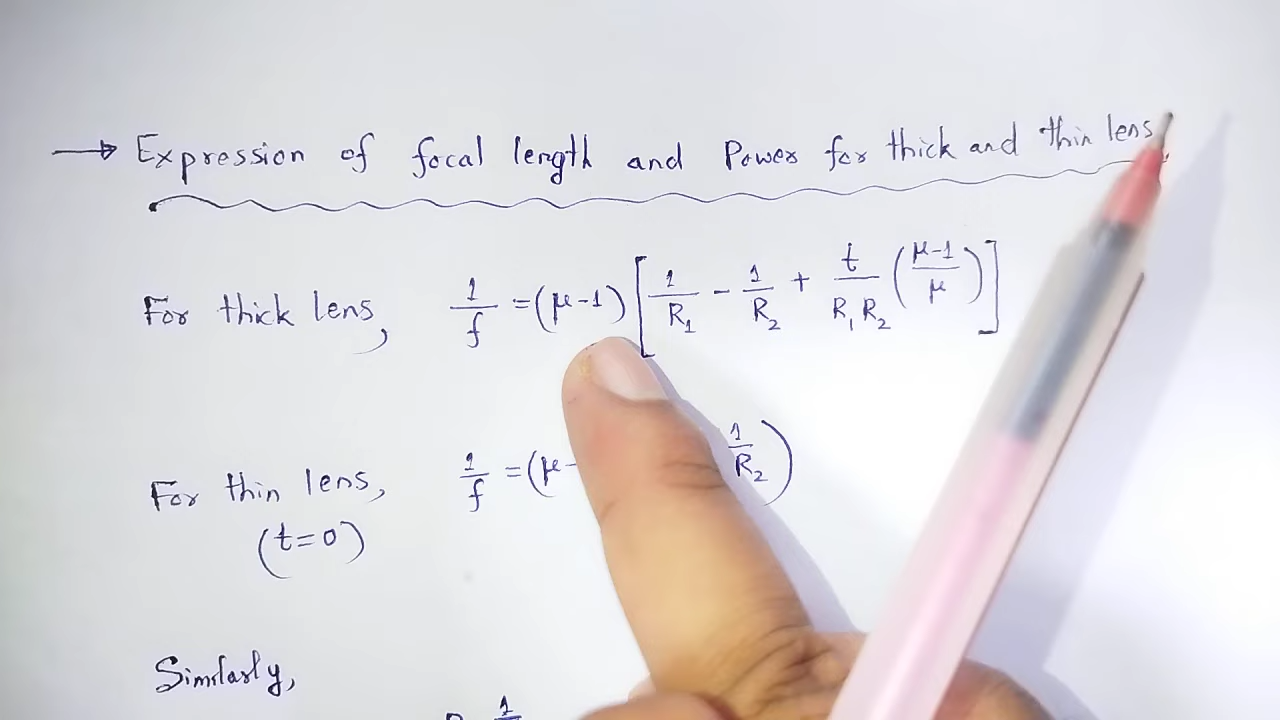 → Expression of focal length and Power for thick and thin lens
For thick lens, 1/f = (μ-1) [1/R₁ - 1/R₂ + t/R₁R₂ (μ-1/μ)]
For thin lens, 1/f = (μ- 1/R₂)
(t=0)
Similarly,
1